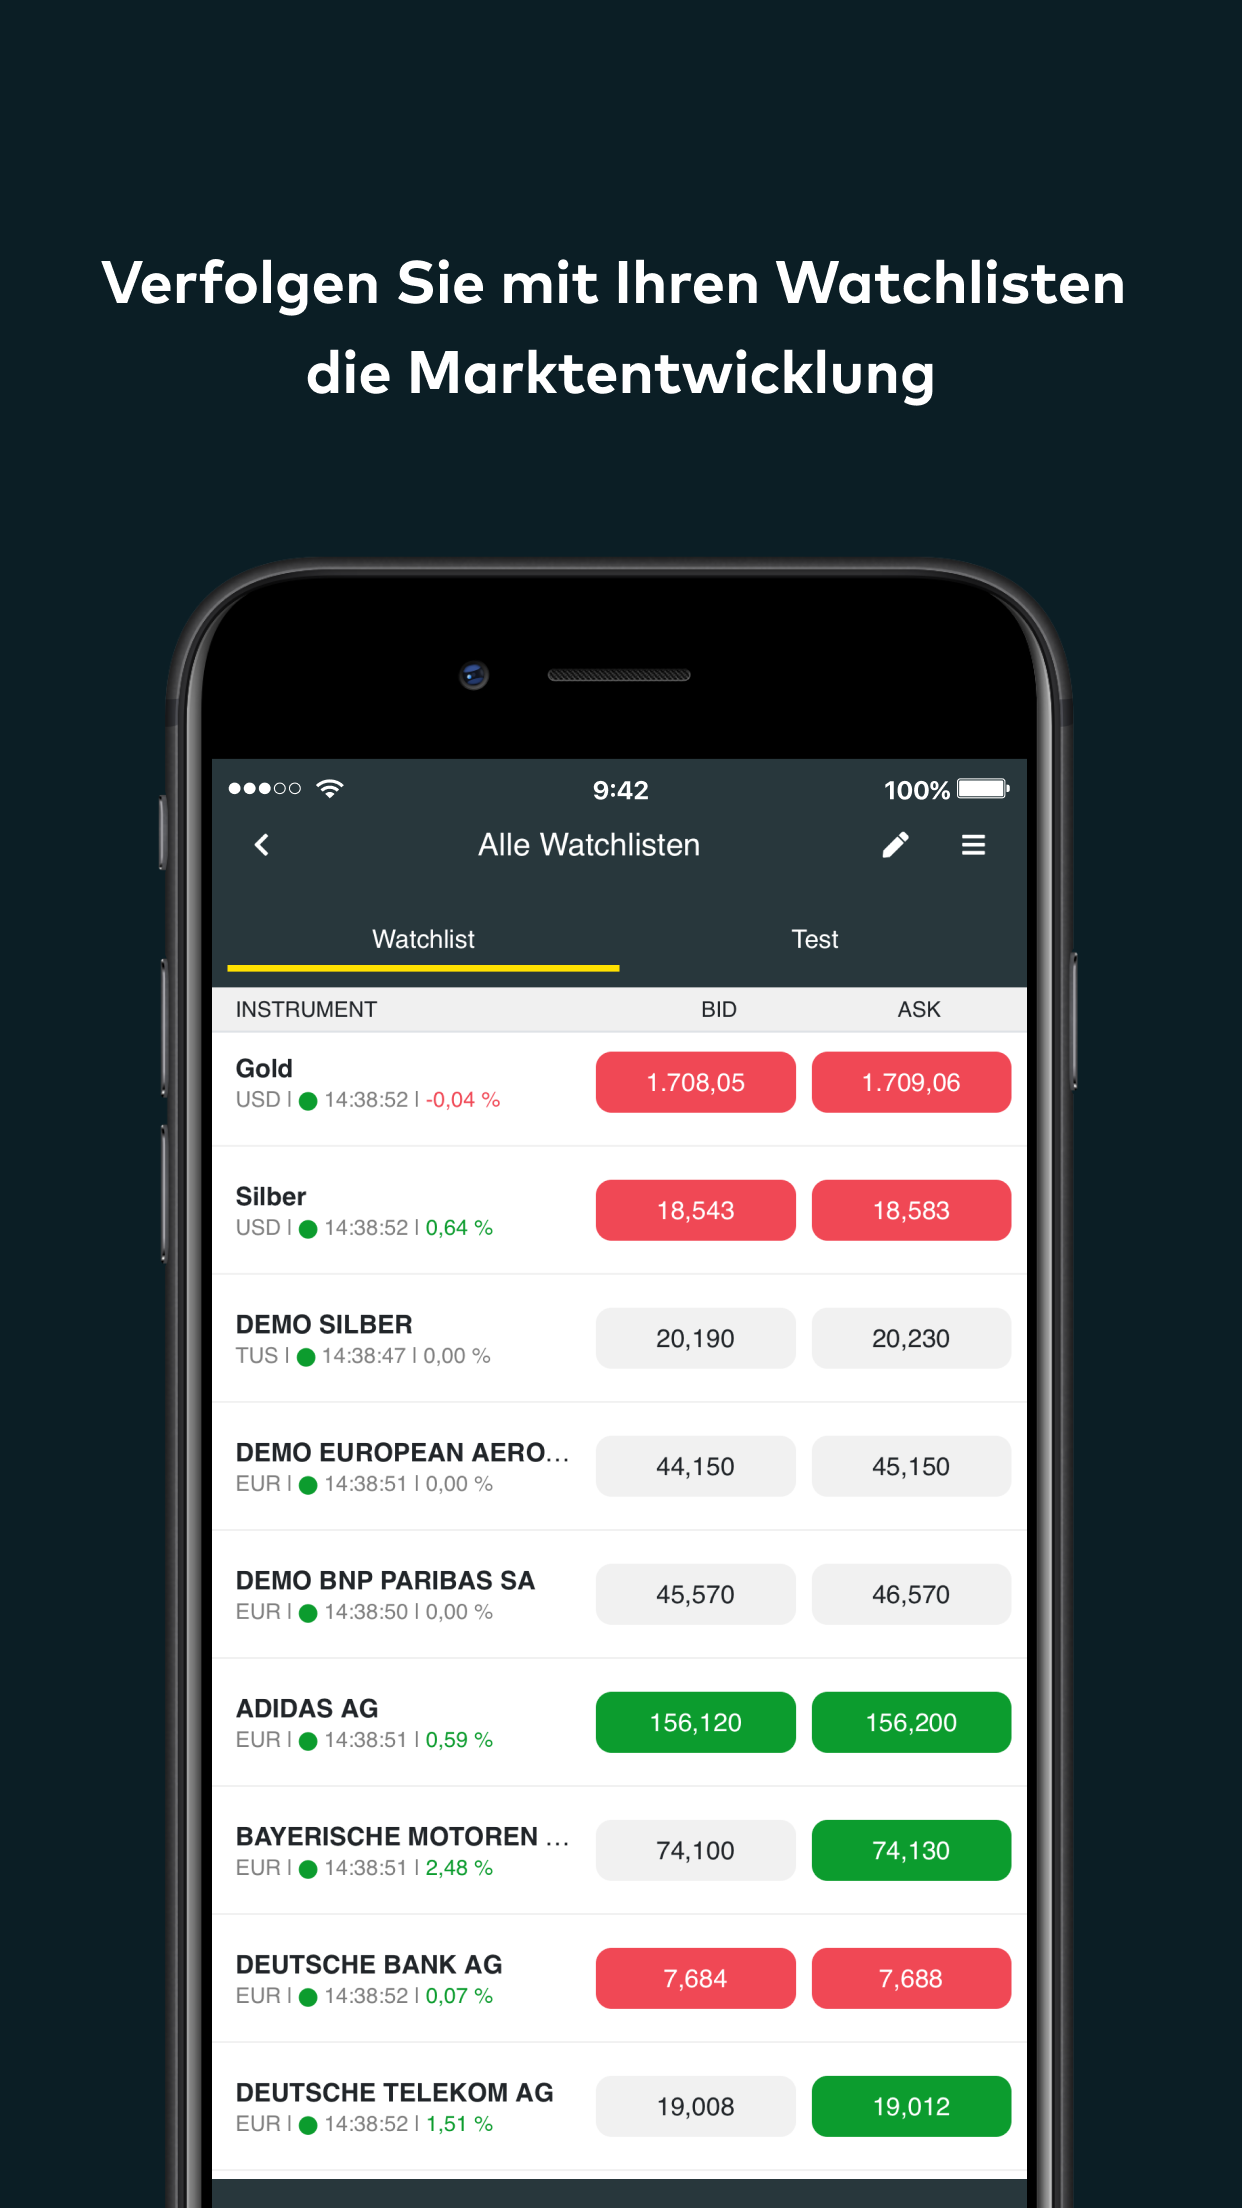 Verfolgen Sie mit Ihren Watchlisten
die Marktentwicklung
9:42
100%
Alle Watchlisten
Watchlist Test
INSTRUMENT BID ASK
Gold
USD | 14:38:52 | -0,04 %
1.708,05 1.709,06
Silber
USD | 14:38:52 | 0,64 %
18,543 18,583
DEMO SILBER
TUS | 14:38:47 | 0,00 %
20,190 20,230
DEMO EUROPEAN AERO...
EUR | 14:38:51 | 0,00 %
44,150 45,150
DEMO BNP PARIBAS SA
EUR | 14:38:50 | 0,00 %
45,570 46,570
ADIDAS AG
EUR | 14:38:51 | 0,59 %
156,120 156,200
BAYERISCHE MOTOREN ...
EUR | 14:38:51 | 2,48 %
74,100 74,130
DEUTSCHE BANK AG
EUR | 14:38:52 | 0,07 %
7,684 7,688
DEUTSCHE TELEKOM AG
EUR | 14:38:52 | 1,51 %
19,008 19,012